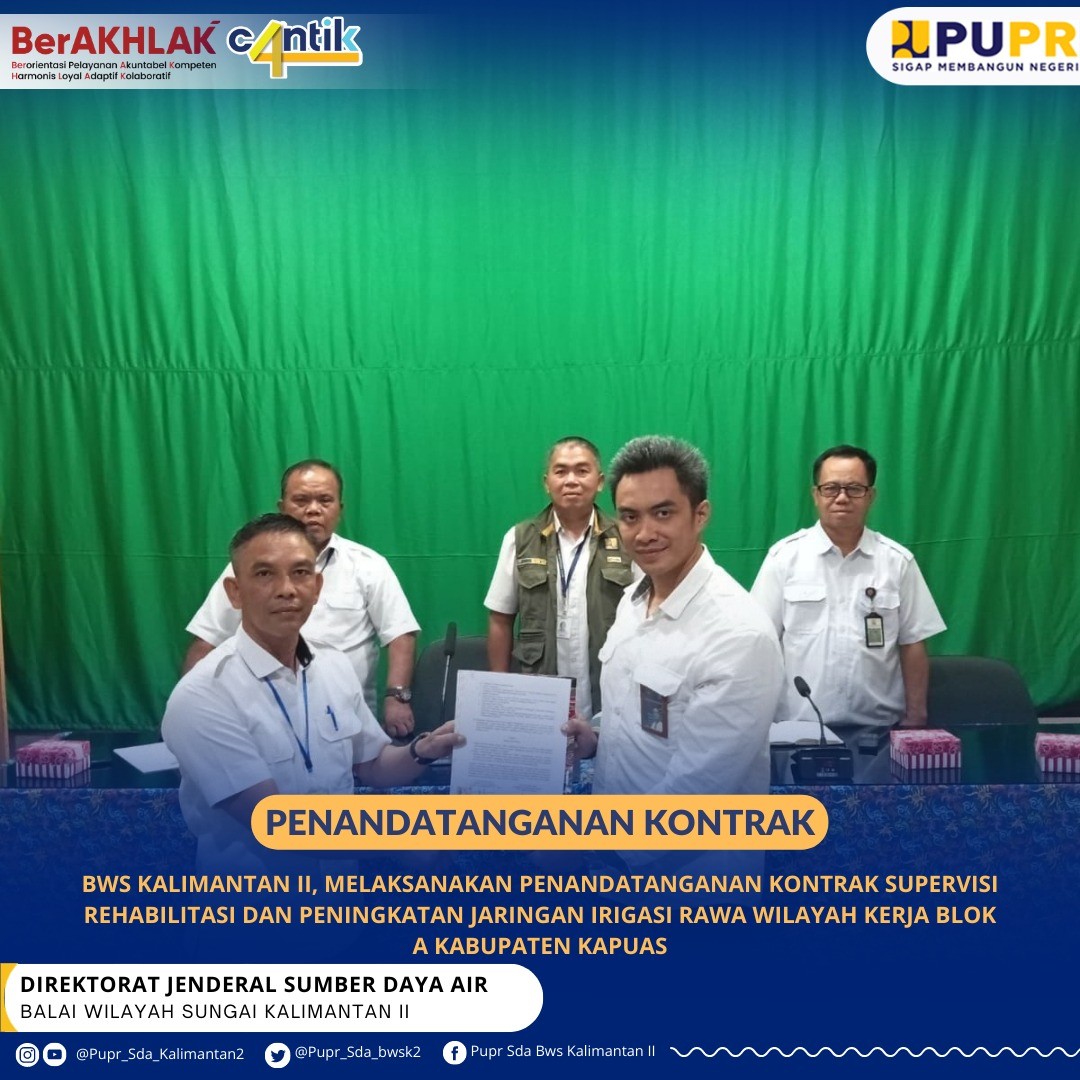 BerAKHLAK
Berorientasi Pelayanan Akuntabel Kompeten
Harmonis Loyal Adaptif Kolaboratif
c4ntik
PUPR
SIGAP MEMBANGUN NEGERI
PENANDATANGANAN KONTRAK
BWS KALIMANTAN II, MELAKSANAKAN PENANDATANGANAN KONTRAK SUPERVISI
REHABILITASI DAN PENINGKATAN JARINGAN IRIGASI RAWA WILAYAH KERJA BLOK
A KABUPATEN KAPUAS
DIREKTORAT JENDERAL SUMBER DAYA AIR
BALAI WILAYAH SUNGAI KALIMANTAN II
@Pupr_Sda_Kalimantan2
@Pupr_Sda_bwsk2
Pupr Sda Bws Kalimantan II